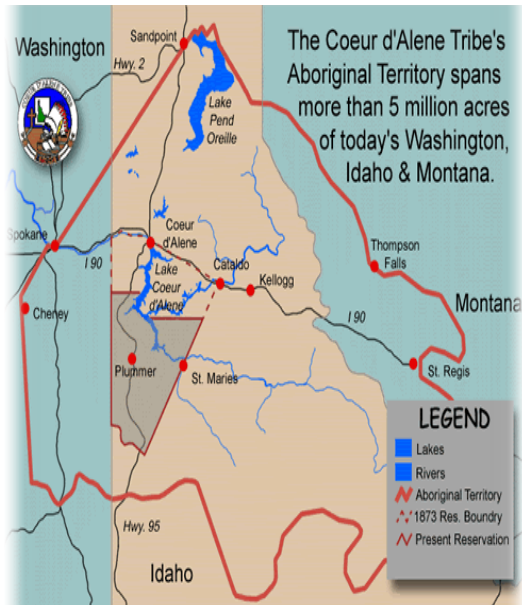 Washington
Sandpoint
Hwy. 2
The Coeur d'Alene Tribe's
Aboriginal Territory spans
more than 5 million acres
of today's Washington,
Idaho & Montana.
Lake
Pend
Oreille
Spokane
I 90
Coeur
d'Alene
Lake
Coeur
d'Alene
Cataldo
Kellogg
Thompson
Falls
Montana
Cheney
I 90
Plummer
St. Maries
St. Regis
LEGEND
Lakes
Rivers
Aboriginal Territory
1873 Res. Boundry
Present Reservation
Hwy. 95
Idaho